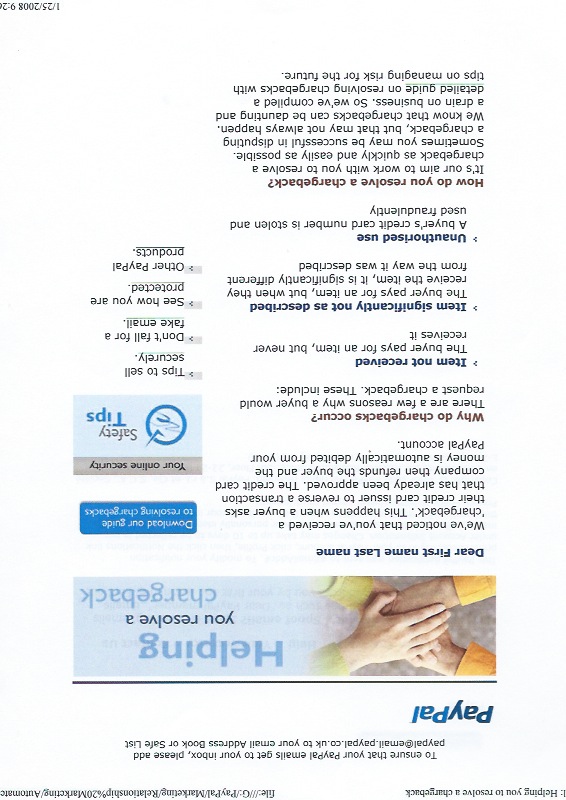 l: Helping you to resolve a chargeback
file:///G:/PayPal/Marketing/Relationship%20Marketing/Automate
To ensure that your PayPal emails get to your inbox, please add
paypal@email.paypal.co.uk to your email Address Book or Safe List
PayPal
Helping
you resolve a
chargeback
Dear First name Last name
We've noticed that you've received a
'chargeback'. This happens when a buyer asks
their credit card issuer to reverse a transaction
that has already been approved. The credit card
company then refunds the buyer and the
money is automatically debited from your
PayPal account.
Why do chargebacks occur?
There are a few reasons why a buyer would
request a chargeback. These include:
Item not received
The buyer pays for an item, but never
receives it
Item significantly not as described
The buyer pays for an item, but when they
receive the item, it is significantly different
from the way it was described
Unauthorised use
A buyer's credit card number is stolen and
used fraudulently
How do you resolve a chargeback?
It's our aim to work with you to resolve a
chargeback as quickly and easily as possible.
Sometimes you may be successful in disputing
a chargeback, but that may not always happen.
We know that chargebacks can be daunting and
a drain on business. So we've compiled a
detailed guide on resolving chargebacks with
tips on managing risk for the future.
Download our guide
to resolving chargebacks
Your online security
Safety
Tips
Tips to sell
securely.
Don't fall for a
fake email.
See how you are
protected.
Other PayPal
products.
1/25/2008 9:26